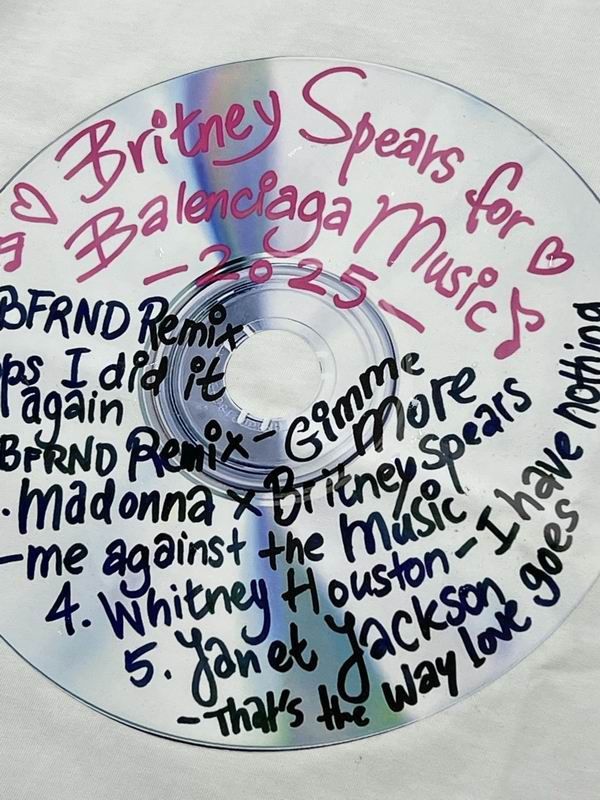 Britney Spears for
Balenciaga Music
- 2025 -
BFRND Remix
ps I did it
again
BFRND Remix - Gimme
more
. Madonna x Britney Spears
- me against the Music
4. Whitney Houston - I have nothing
5. Janet Jackson
- That's the way love goes